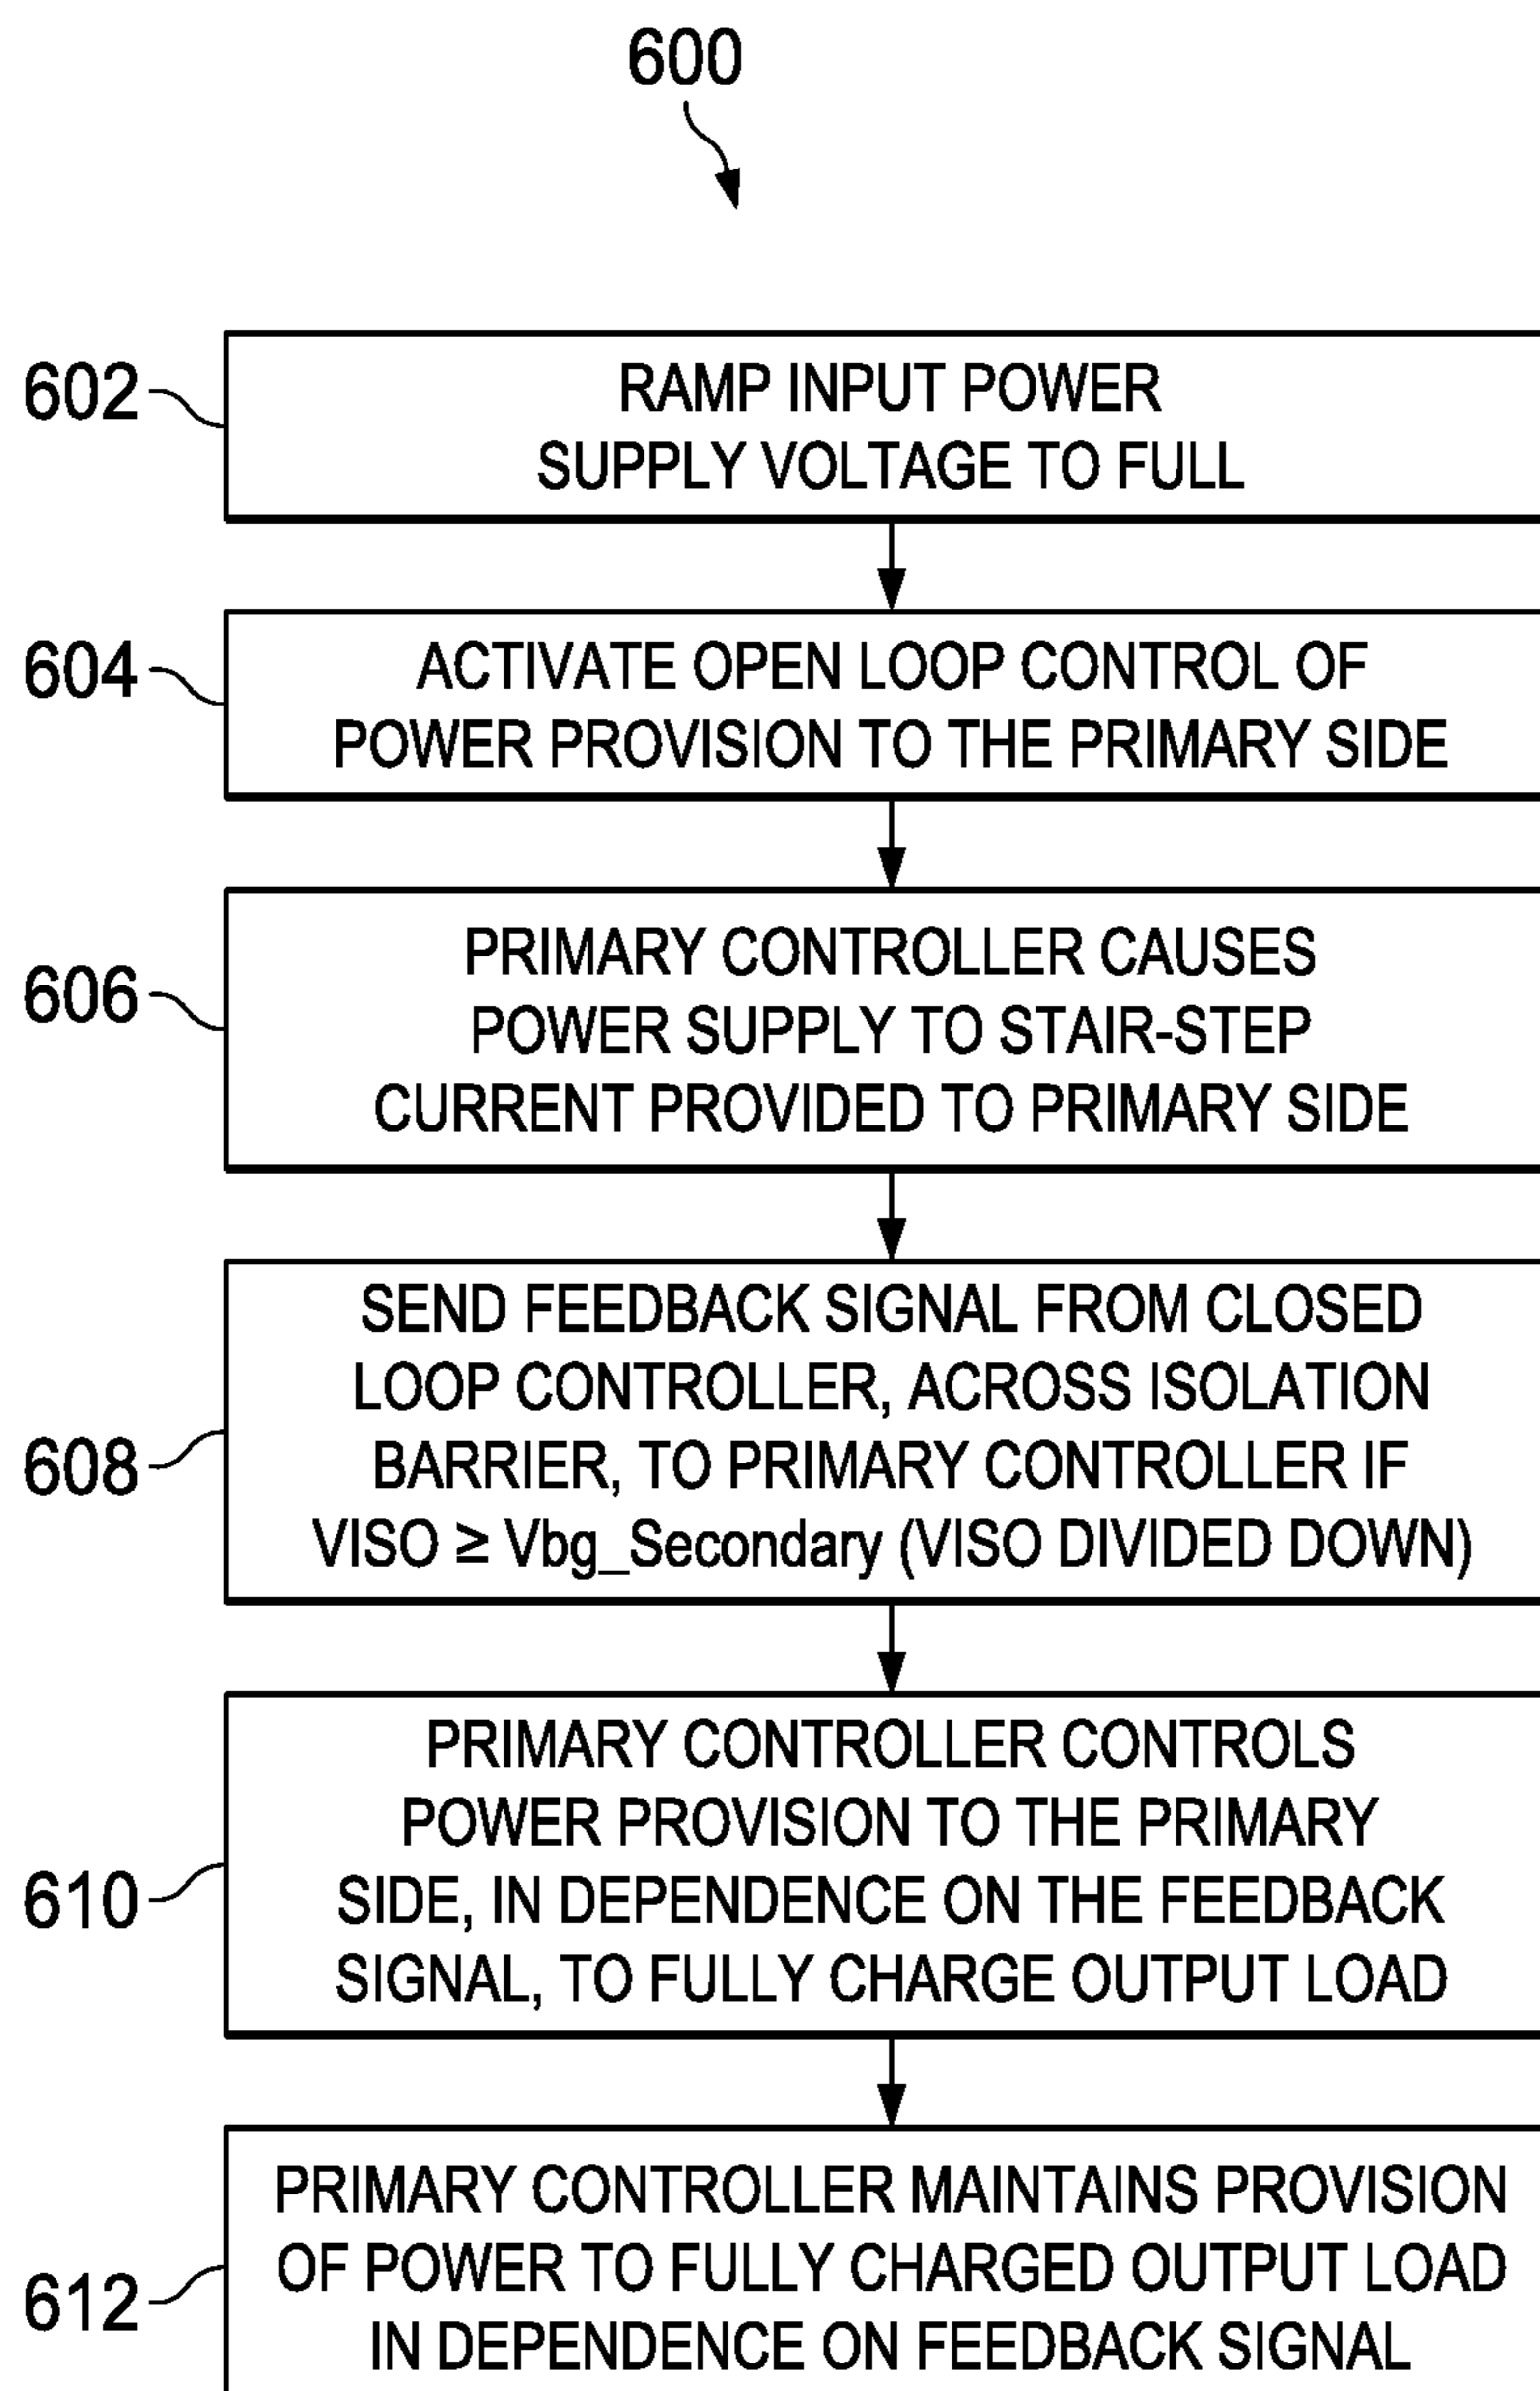 600
602
RAMP INPUT POWER
SUPPLY VOLTAGE TO FULL
604
ACTIVATE OPEN LOOP CONTROL OF
POWER PROVISION TO THE PRIMARY SIDE
606
PRIMARY CONTROLLER CAUSES
POWER SUPPLY TO STAIR-STEP
CURRENT PROVIDED TO PRIMARY SIDE
608
SEND FEEDBACK SIGNAL FROM CLOSED
LOOP CONTROLLER, ACROSS ISOLATION
BARRIER, TO PRIMARY CONTROLLER IF
VISO ≥ Vbg_Secondary (VISO DIVIDED DOWN)
610
PRIMARY CONTROLLER CONTROLS
POWER PROVISION TO THE PRIMARY
SIDE, IN DEPENDENCE ON THE FEEDBACK
SIGNAL, TO FULLY CHARGE OUTPUT LOAD
612
PRIMARY CONTROLLER MAINTAINS PROVISION
OF POWER TO FULLY CHARGED OUTPUT LOAD
IN DEPENDENCE ON FEEDBACK SIGNAL